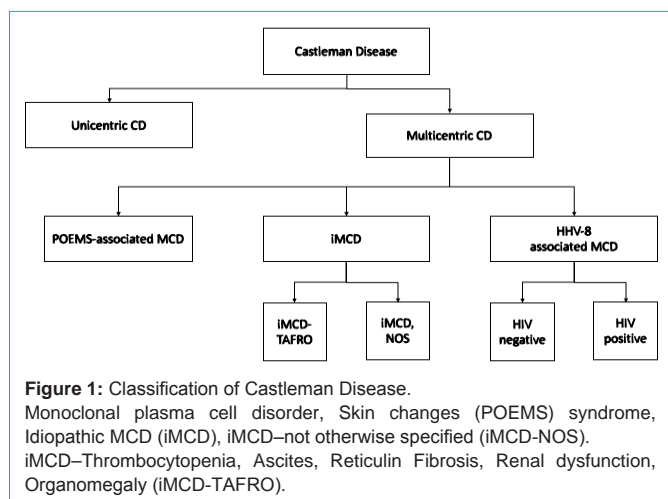 Castleman Disease
Unicentric CD
Multicentric CD
POEMS-associated MCD
iMCD
HHV-8
associated MCD
iMCD-
TAFRO
iMCD,
NOS
HIV
negative
HIV
positive
Figure 1: Classification of Castleman Disease.
Monoclonal plasma cell disorder, Skin changes (POEMS) syndrome,
Idiopathic MCD (iMCD), iMCD–not otherwise specified (iMCD-NOS).
iMCD–Thrombocytopenia, Ascites, Reticulin Fibrosis, Renal dysfunction,
Organomegaly (iMCD-TAFRO).